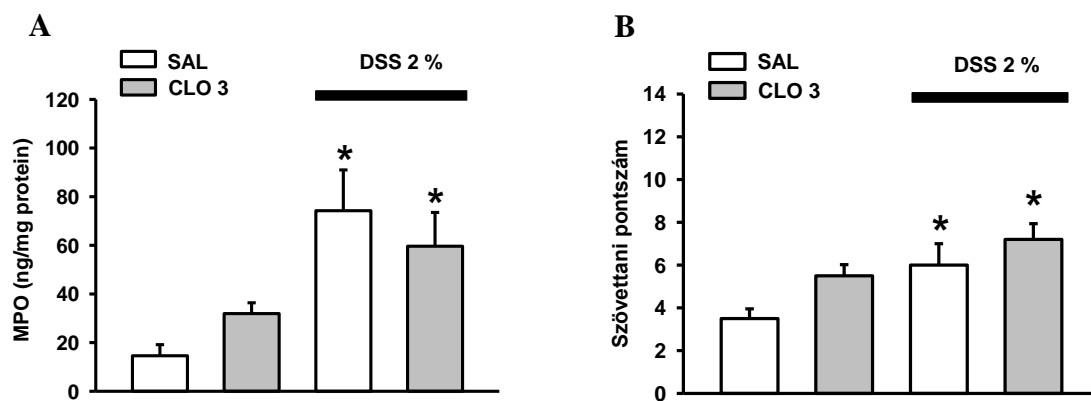 A
SAL
CLO 3
DSS 2 %
120
100
80
60
40
20
0
MPO (ng/mg protein)
*
*
B
SAL
CLO 3
DSS 2 %
14
12
10
8
6
4
2
0
Szövettani pontszám
*
*